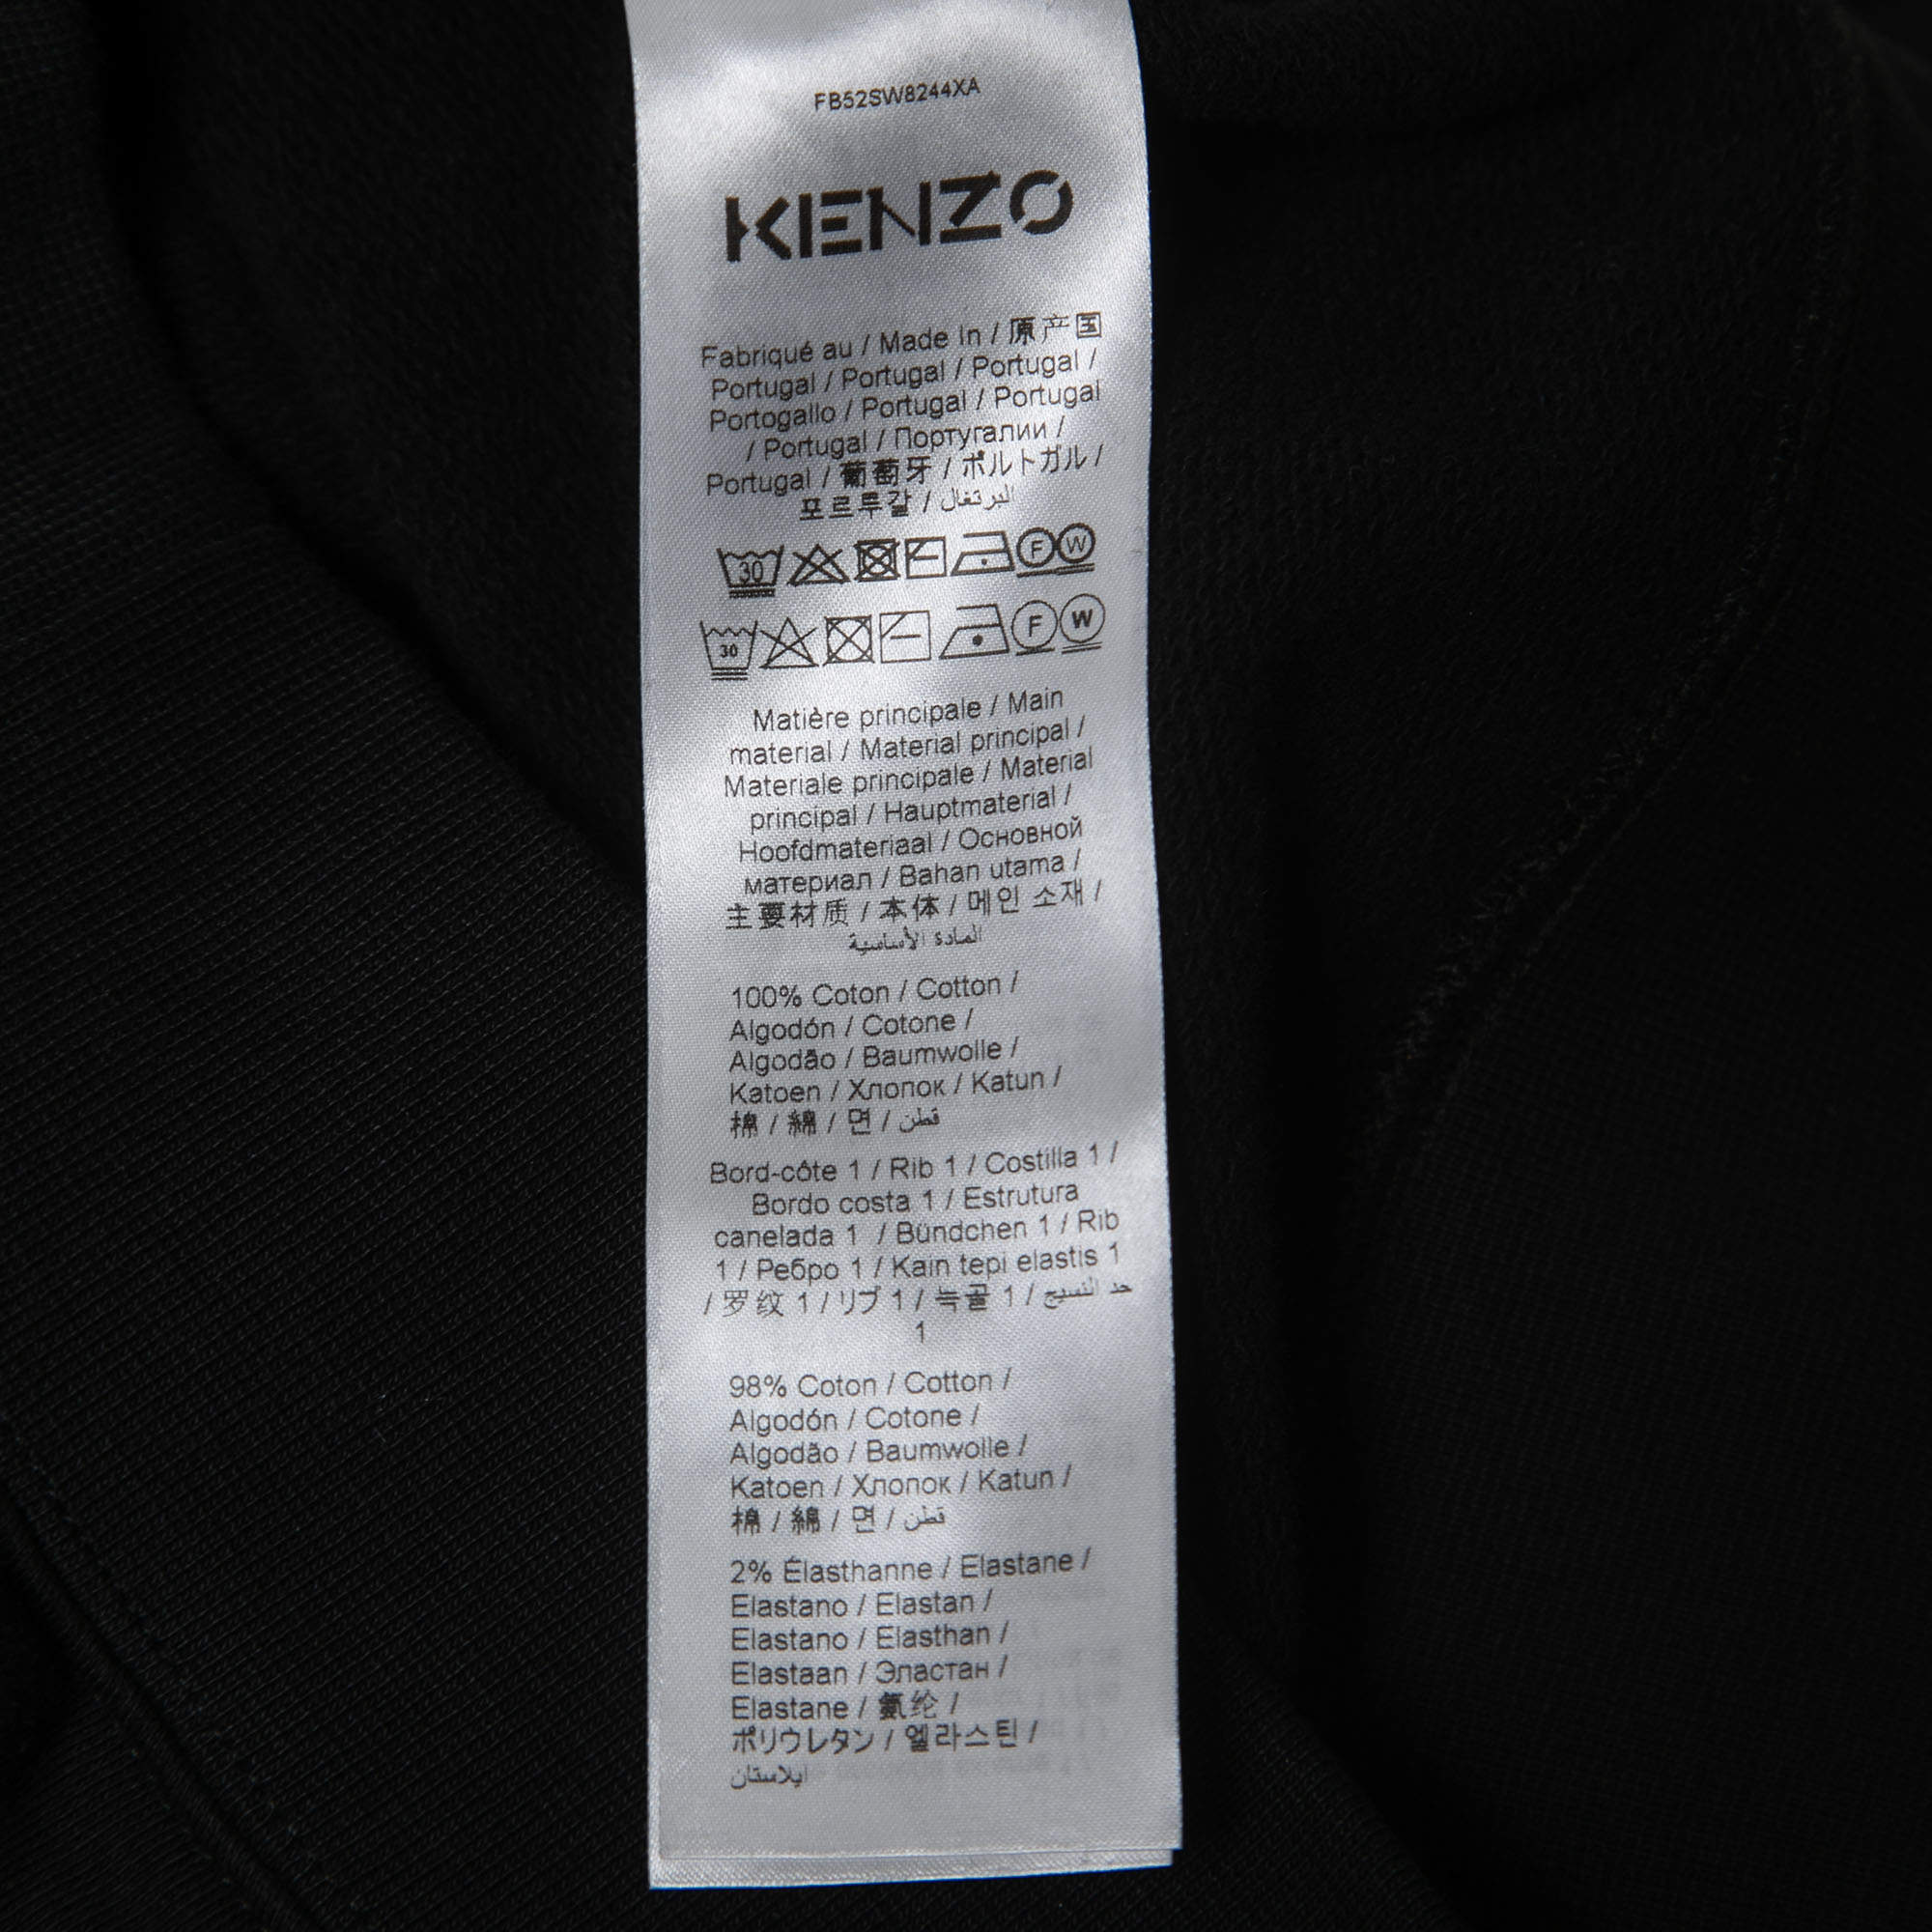 FB52SW8244XA
KENZO
Fabriqué au / Made In / 原产国
Portugal / Portugal / Portugal /
Portogallo / Portugal / Portugal
/ Portugal / Португалии /
Portugal / 葡萄牙 / ポルトガル /
포르투갈 / البرتغال
30 F W
30 F W
Matière principale / Main
material / Material principal /
Materiale principale / Material
principal / Hauptmaterial /
Hoofdmateriaal / Основной
материал / Bahan utama /
主要材质 / 本体 / 메인 소재 /
المادة الأساسية
100% Coton / Cotton /
Algodón / Cotone /
Algodão / Baumwolle /
Katoen / Хлопок / Katun /
棉 / 綿 / 면 / قطن
Bord-côte 1 / Rib 1 / Costilla 1 /
Bordo costa 1 / Estrutura
canelada 1 / Bündchen 1 / Rib
1 / Ребро 1 / Kain tepi elastis 1
/ 罗纹 1 / リブ 1 / 늑골 1 / حد النسيج
1
98% Coton / Cotton /
Algodón / Cotone /
Algodão / Baumwolle /
Katoen / Хлопок / Katun /
棉 / 綿 / 면 / قطن
2% Élasthanne / Elastane /
Elastano / Elastan /
Elastano / Elasthan /
Elastaan / Эластан /
Elastane / 氨纶 /
ポリウレタン / 엘라스틴 /
ايلاستان